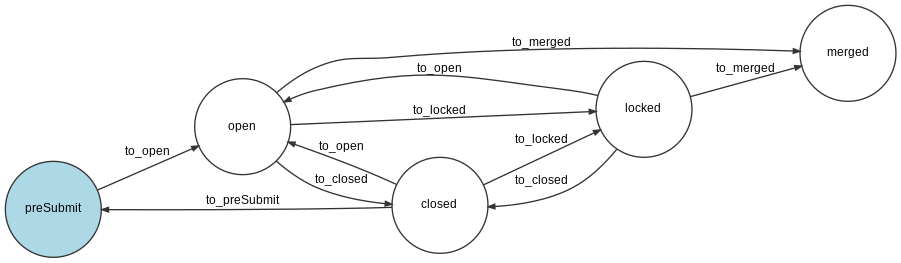 to_merged
merged
to_open
to_merged
to_locked
locked
open
to_locked
to_open
to_open
to_closed
to_closed
to_preSubmit
closed
preSubmit